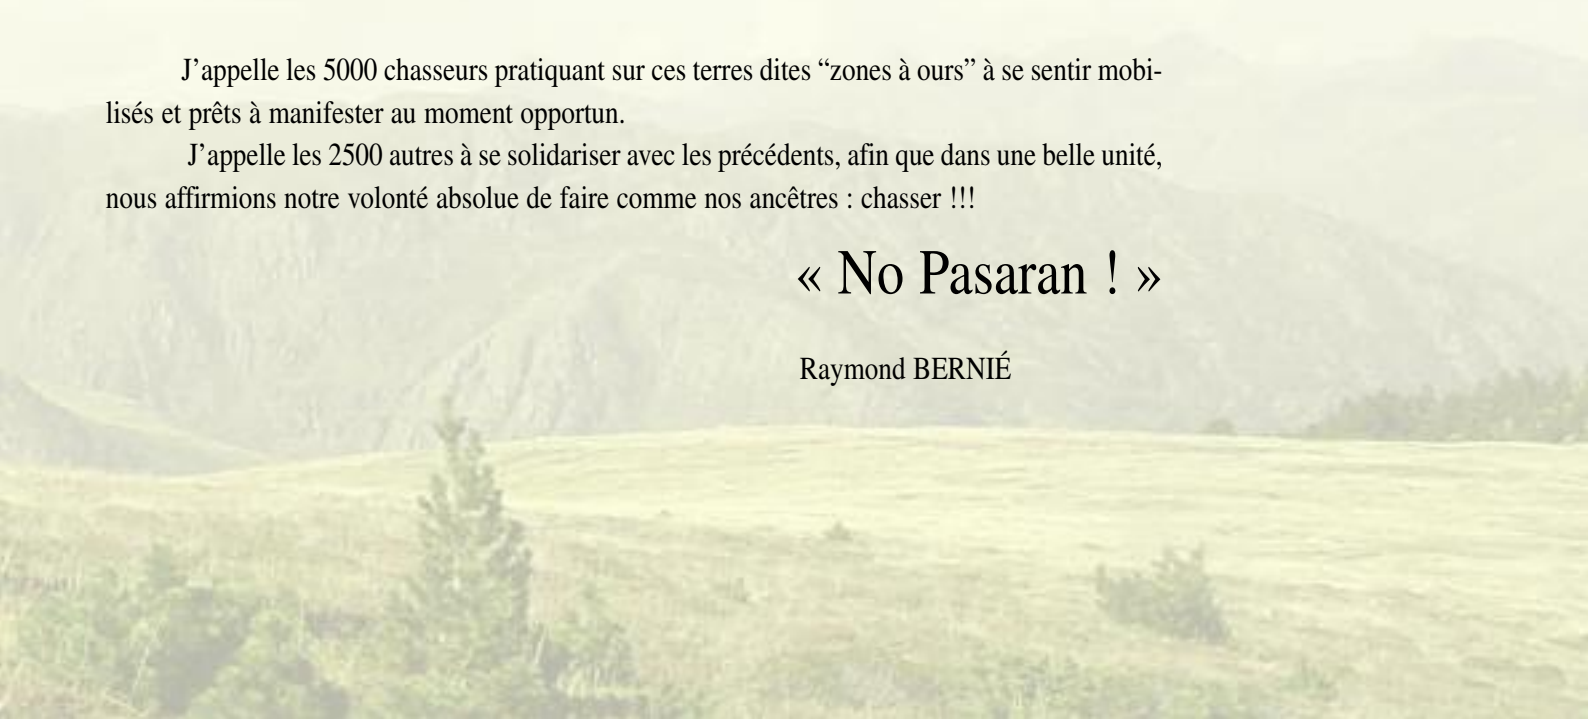 J’appelle les 5000 chasseurs pratiquant sur ces terres dites “zones à ours” à se sentir mobi-
lisés et prêts à manifester au moment opportun.
J’appelle les 2500 autres à se solidariser avec les précédents, afin que dans une belle unité,
nous affirmions notre volonté absolue de faire comme nos ancêtres : chasser !!!
« No Pasaran ! »
Raymond BERNIÉ